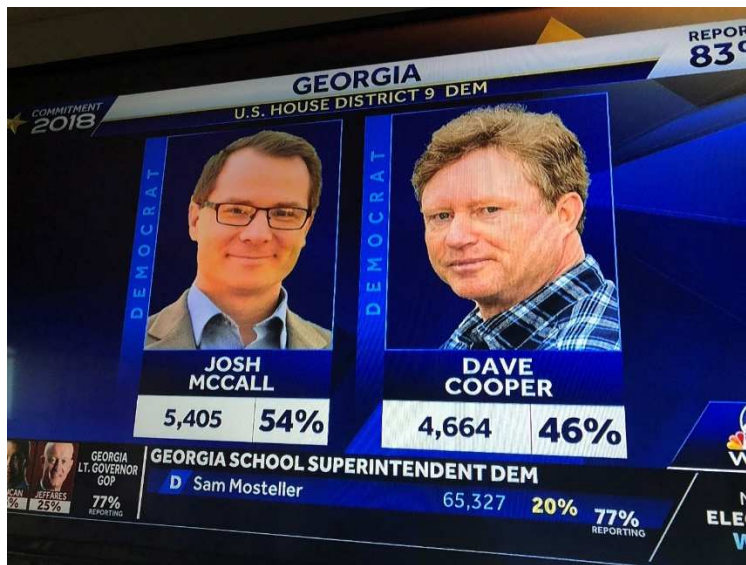 COMMITMENT
2018
GEORGIA
U.S. HOUSE DISTRICT 9 DEM
83%
DEMOCRAT
DEMOCRAT
JOSH
MCCALL
5,405 54%
DAVE
COOPER
4,664 46%
JEFFARES
25%
GEORGIA
LT. GOVERNOR
GOP
77%
REPORTING
GEORGIA SCHOOL SUPERINTENDENT DEM
D Sam Mosteller 65,327 20% 77%
REPORTING